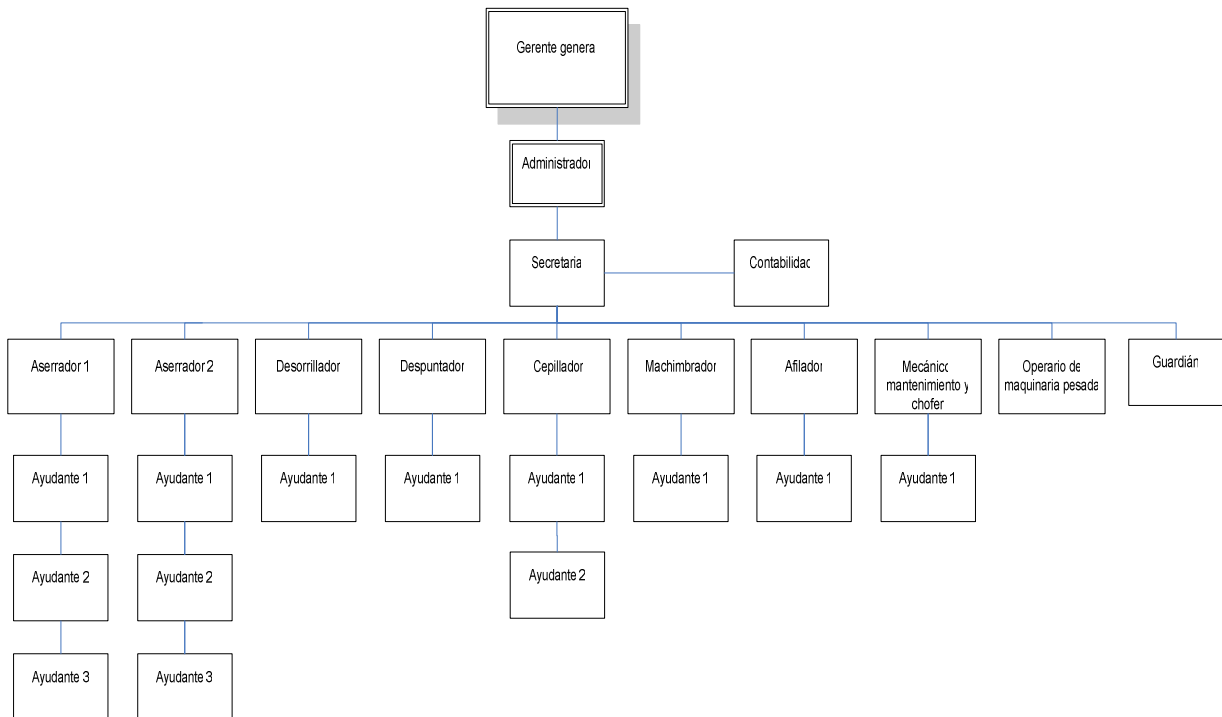 Gerente genera
Administrador
Secretaria
Contabilidad
Aserrador 1
Aserrador 2
Desorrillador
Despuntador
Cepillador
Machimbrador
Afilador
Mecánico
mantenimiento y
chofer
Operario de
maquinaria pesada
Guardián
Ayudante 1
Ayudante 1
Ayudante 1
Ayudante 1
Ayudante 1
Ayudante 1
Ayudante 1
Ayudante 1
Ayudante 2
Ayudante 2
Ayudante 2
Ayudante 3
Ayudante 3